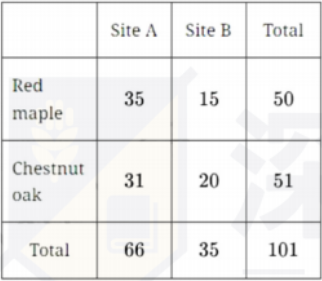 Site A Site B Total
Red
maple 35 15 50
Chestnut
oak 31 20 51
Total 66 35 101